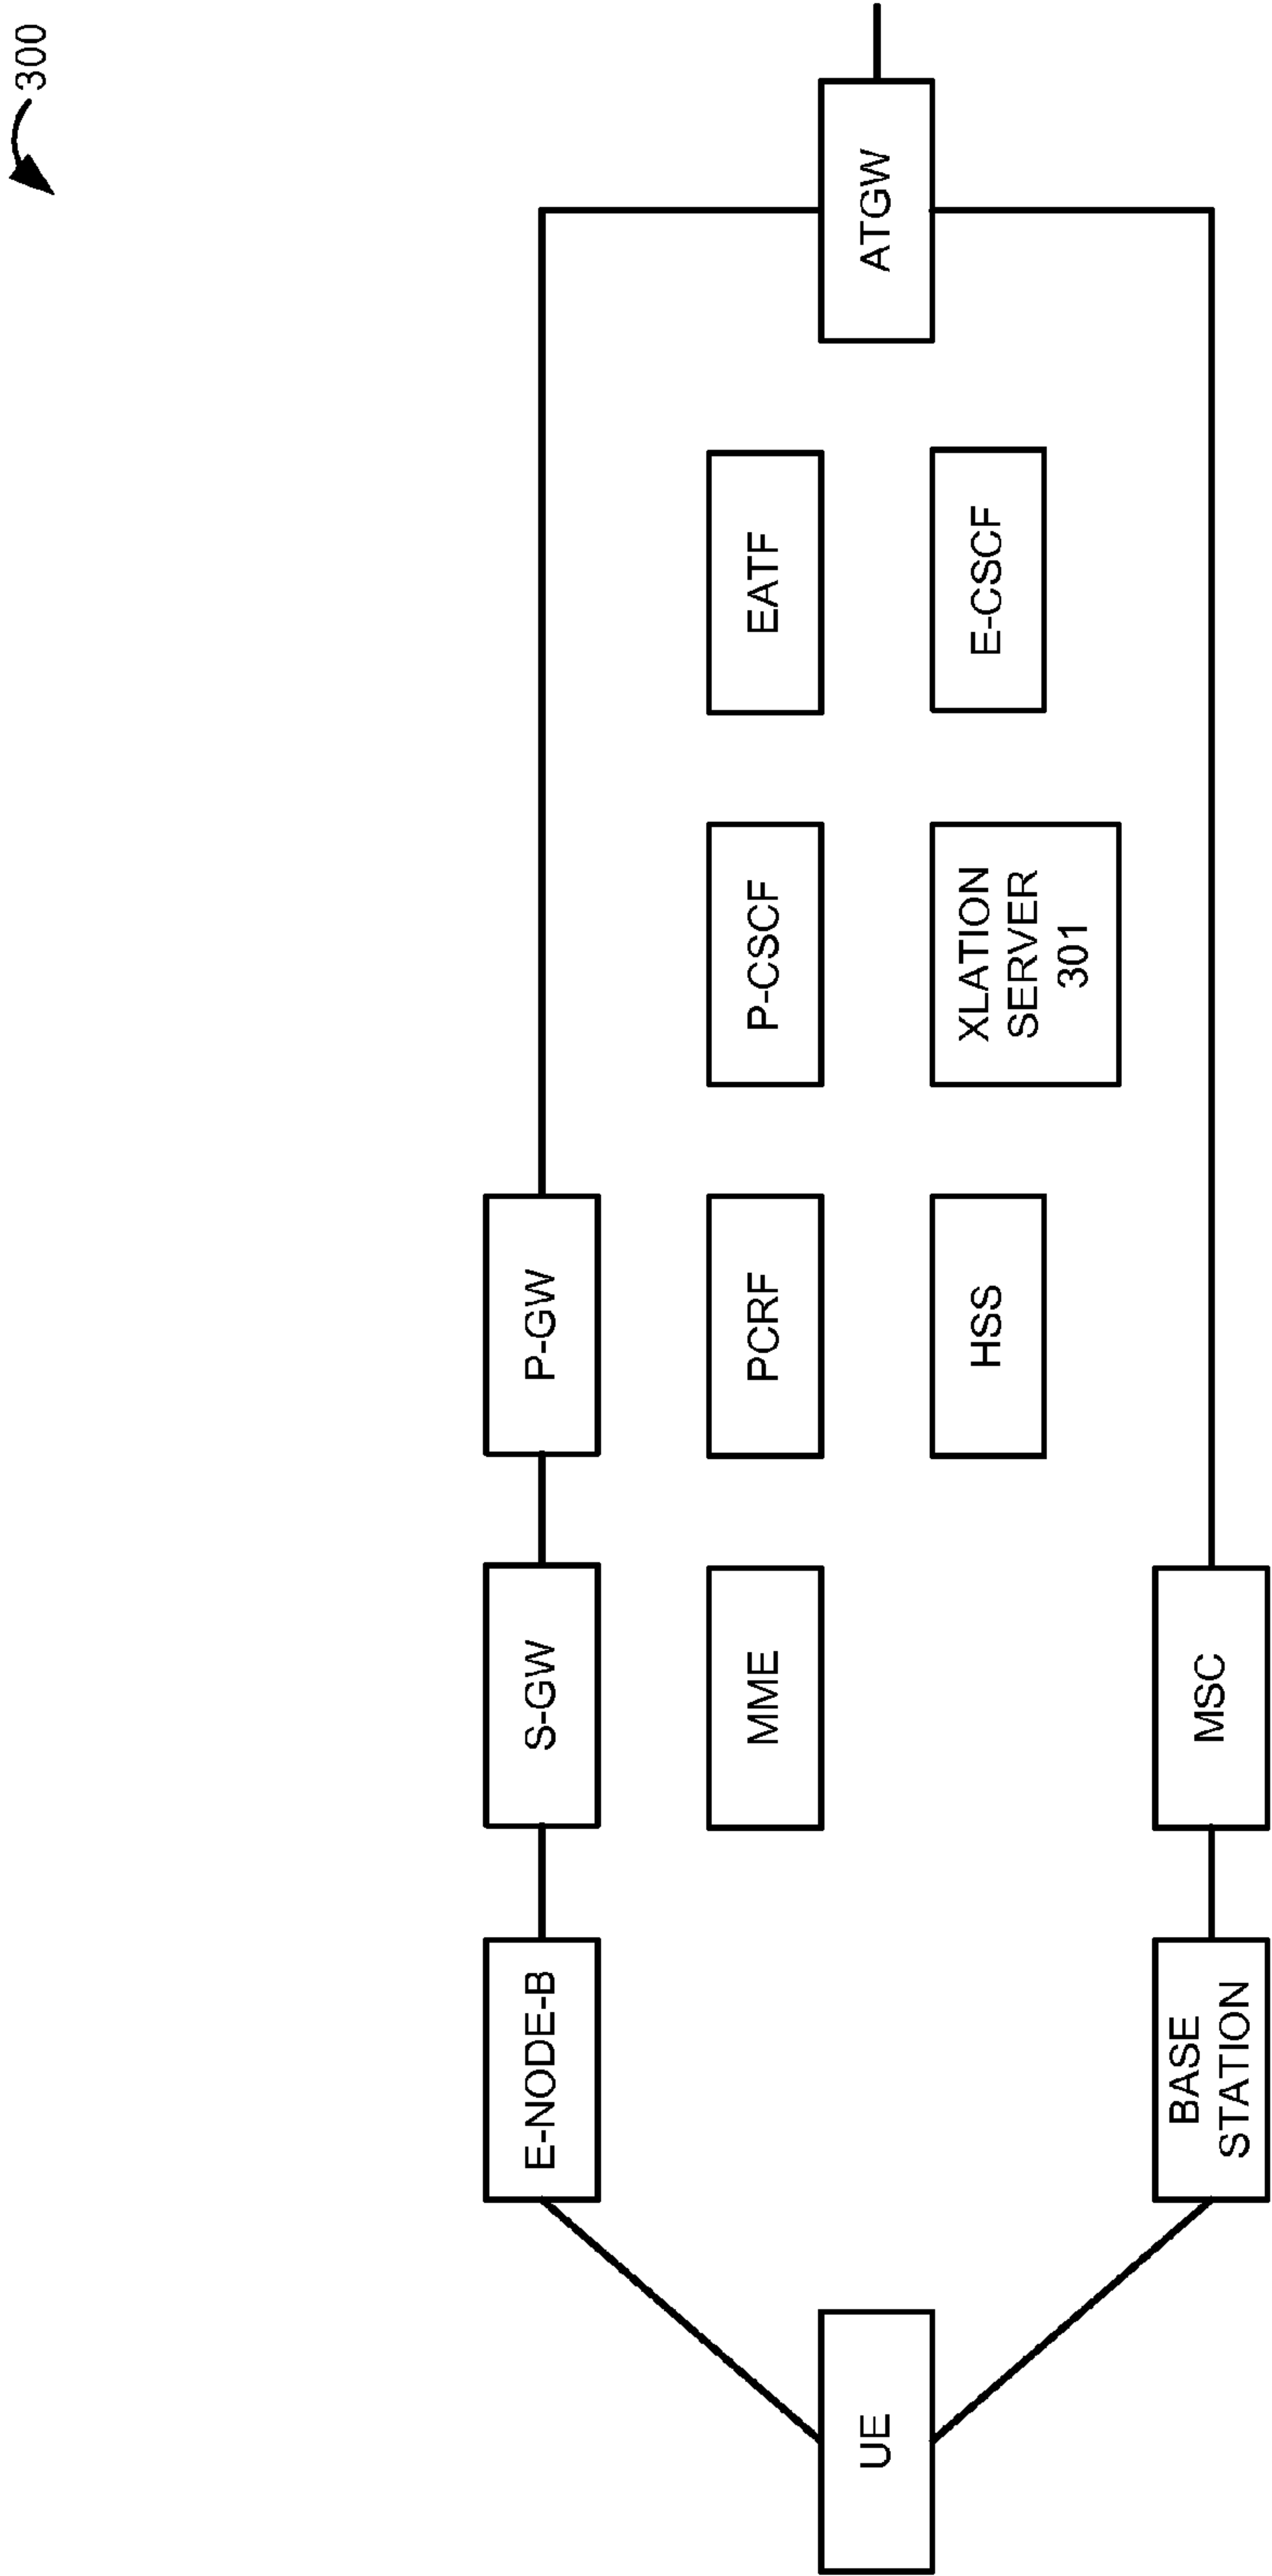 300
E-NODE-B
S-GW
P-GW
MME
PCRF
P-CSCF
EATF
UE
ATGW
HSS
XLATION
SERVER
301
E-CSCF
BASE
STATION
MSC